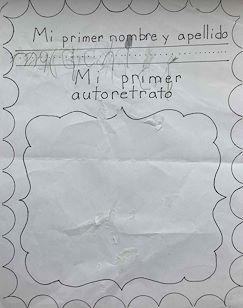 Mi primer nombre y apellido
Mi primer
autoretrato